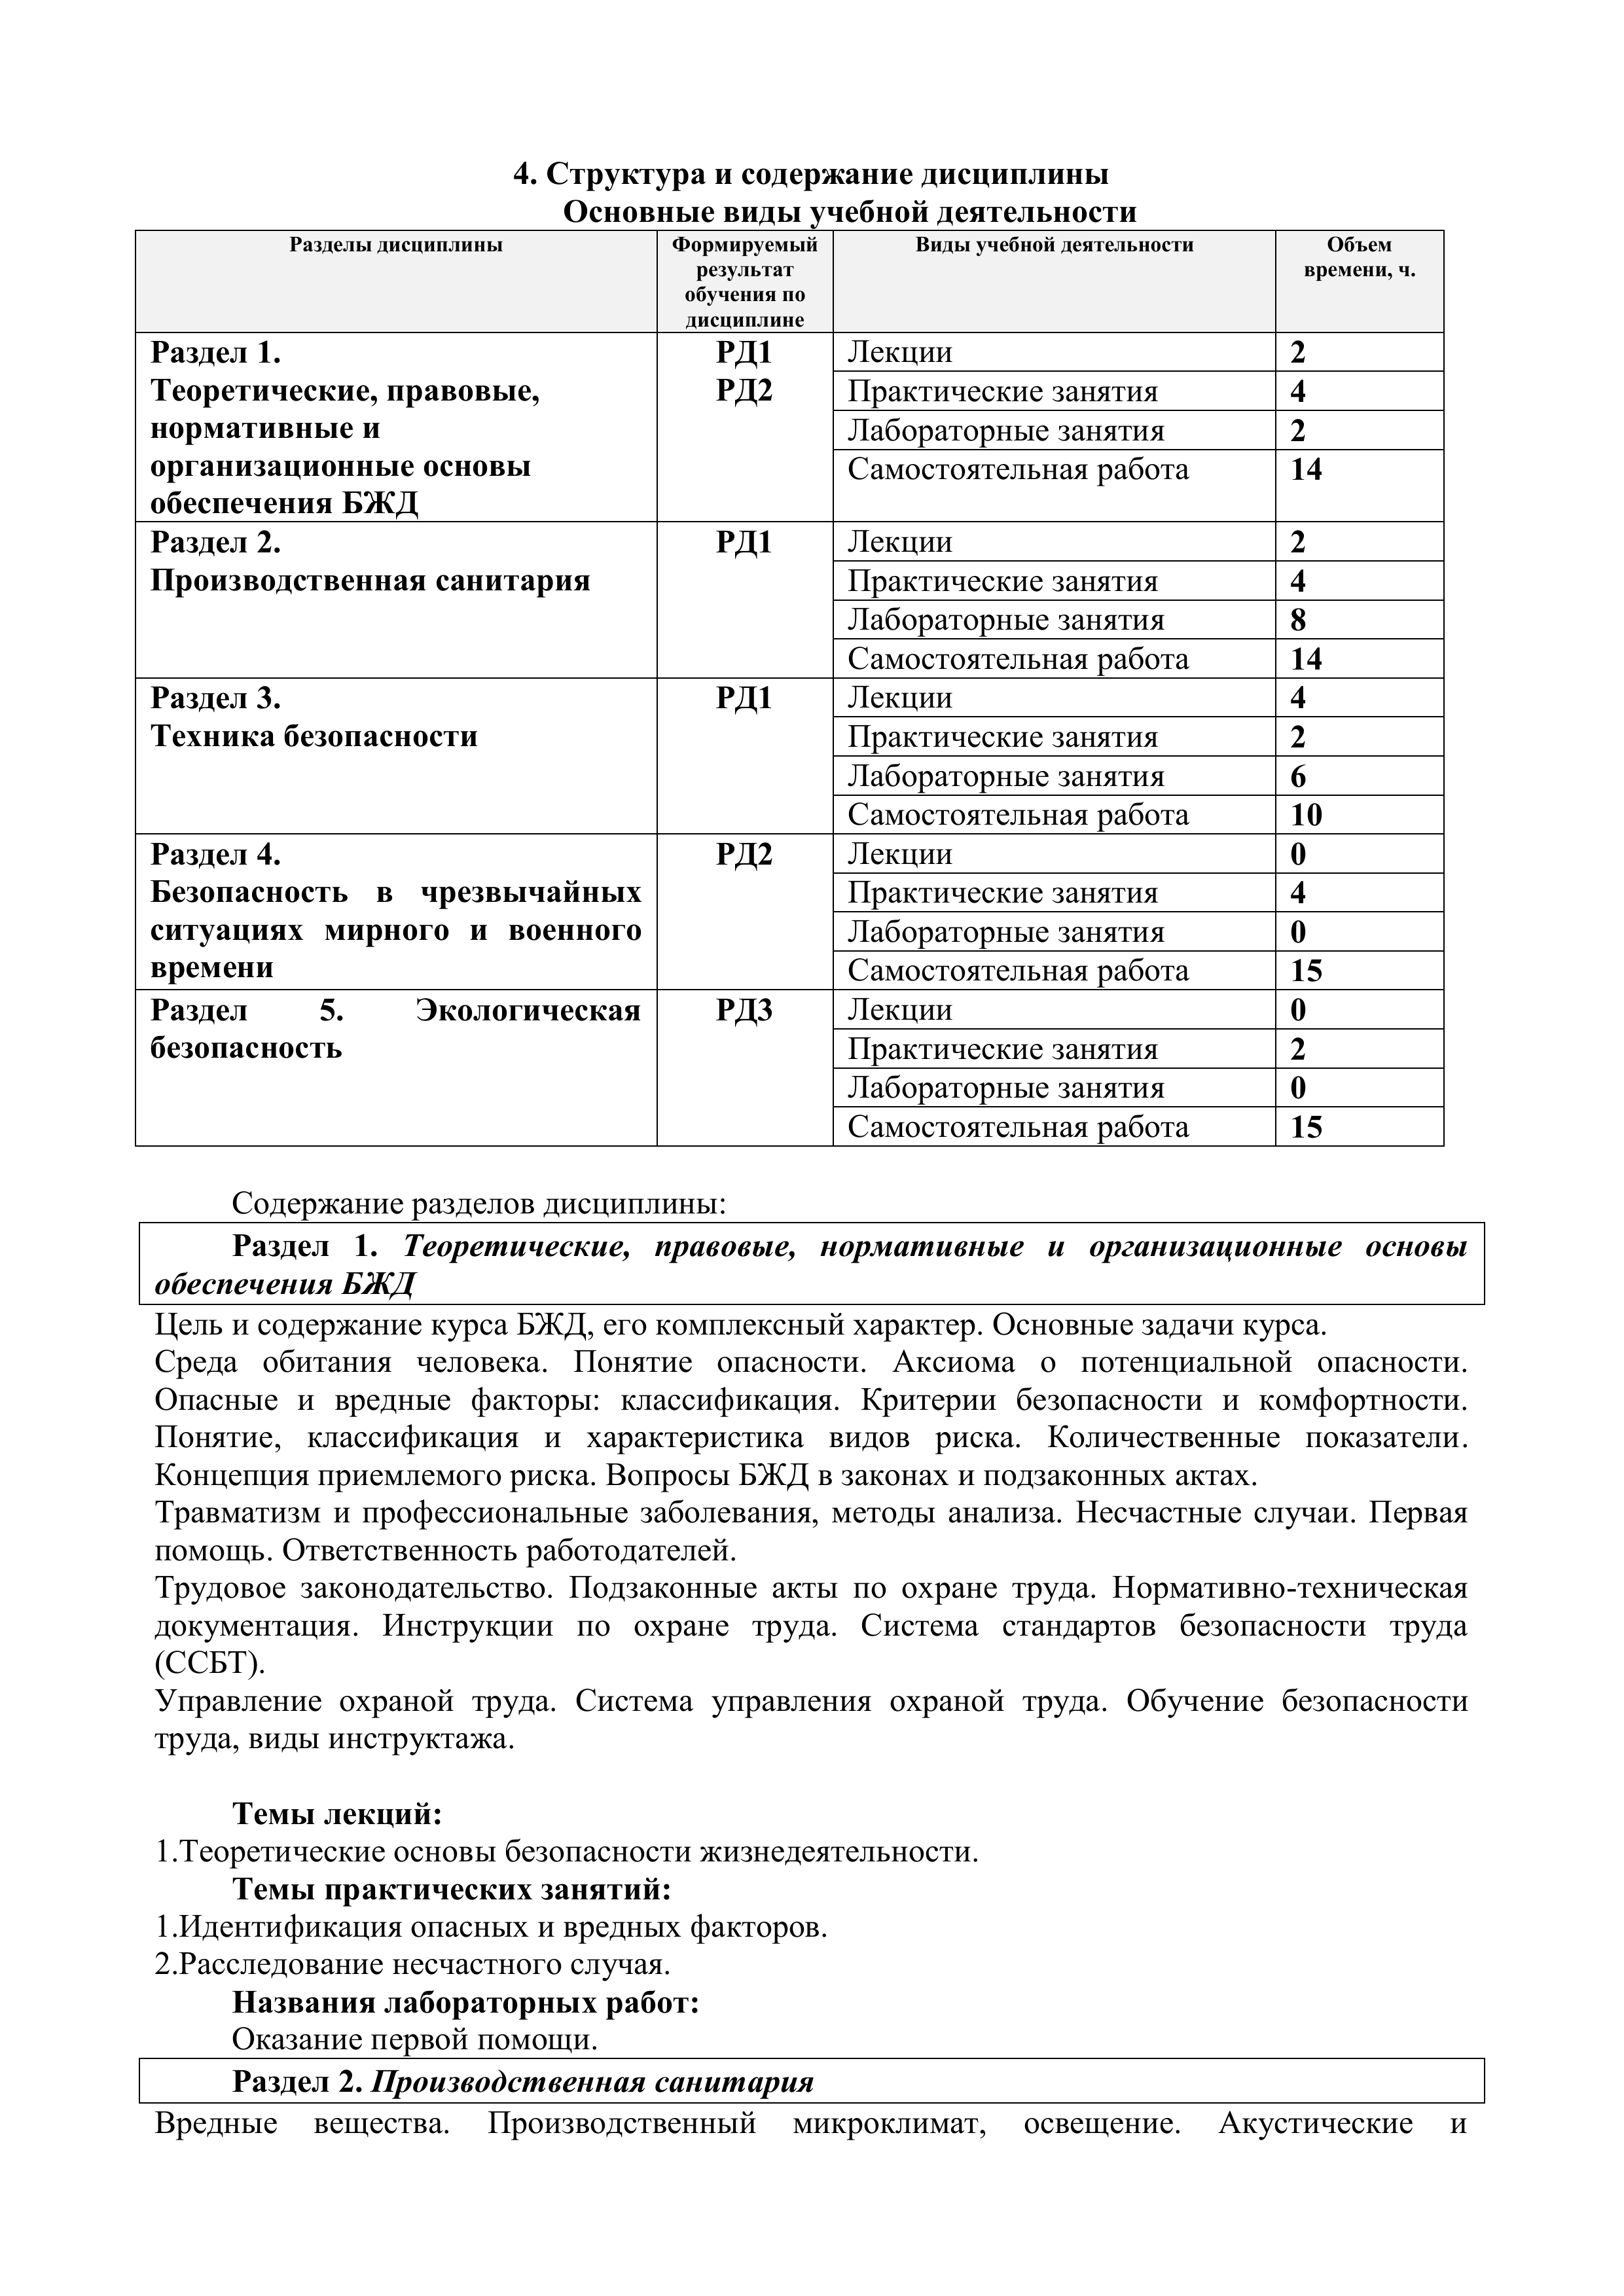 4. Структура и содержание дисциплины
Основные виды учебной деятельности
Разделы дисциплины
Формируемый
результат
обучения по
дисциплине
Виды учебной деятельности
Объем
времени, ч.
Раздел 1.
Теоретические, правовые,
нормативные и
организационные основы
обеспечения БЖД
РД1
РД2
Лекции 2
Практические занятия 4
Лабораторные занятия 2
Самостоятельная работа 14
Раздел 2.
Производственная санитария
РД1
Лекции 2
Практические занятия 4
Лабораторные занятия 8
Самостоятельная работа 14
Раздел 3.
Техника безопасности
РД1
Лекции 4
Практические занятия 2
Лабораторные занятия 6
Самостоятельная работа 10
Раздел 4.
Безопасность в чрезвычайных
ситуациях мирного и военного
времени
РД2
Лекции 0
Практические занятия 4
Лабораторные занятия 0
Самостоятельная работа 15
Раздел 5. Экологическая
безопасность
РД3
Лекции 0
Практические занятия 2
Лабораторные занятия 0
Самостоятельная работа 15
Содержание разделов дисциплины:
Раздел 1. Теоретические, правовые, нормативные и организационные основы
обеспечения БЖД
Цель и содержание курса БЖД, его комплексный характер. Основные задачи курса.
Среда обитания человека. Понятие опасности. Аксиома о потенциальной опасности.
Опасные и вредные факторы: классификация. Критерии безопасности и комфортности.
Понятие, классификация и характеристика видов риска. Количественные показатели.
Концепция приемлемого риска. Вопросы БЖД в законах и подзаконных актах.
Травматизм и профессиональные заболевания, методы анализа. Несчастные случаи. Первая
помощь. Ответственность работодателей.
Трудовое законодательство. Подзаконные акты по охране труда. Нормативно-техническая
документация. Инструкции по охране труда. Система стандартов безопасности труда
(ССБТ).
Управление охраной труда. Система управления охраной труда. Обучение безопасности
труда, виды инструктажа.
Темы лекций:
1.Теоретические основы безопасности жизнедеятельности.
Темы практических занятий:
1.Идентификация опасных и вредных факторов.
2.Расследование несчастного случая.
Названия лабораторных работ:
Оказание первой помощи.
Раздел 2. Производственная санитария
Вредные вещества. Производственный микроклимат, освещение. Акустические и